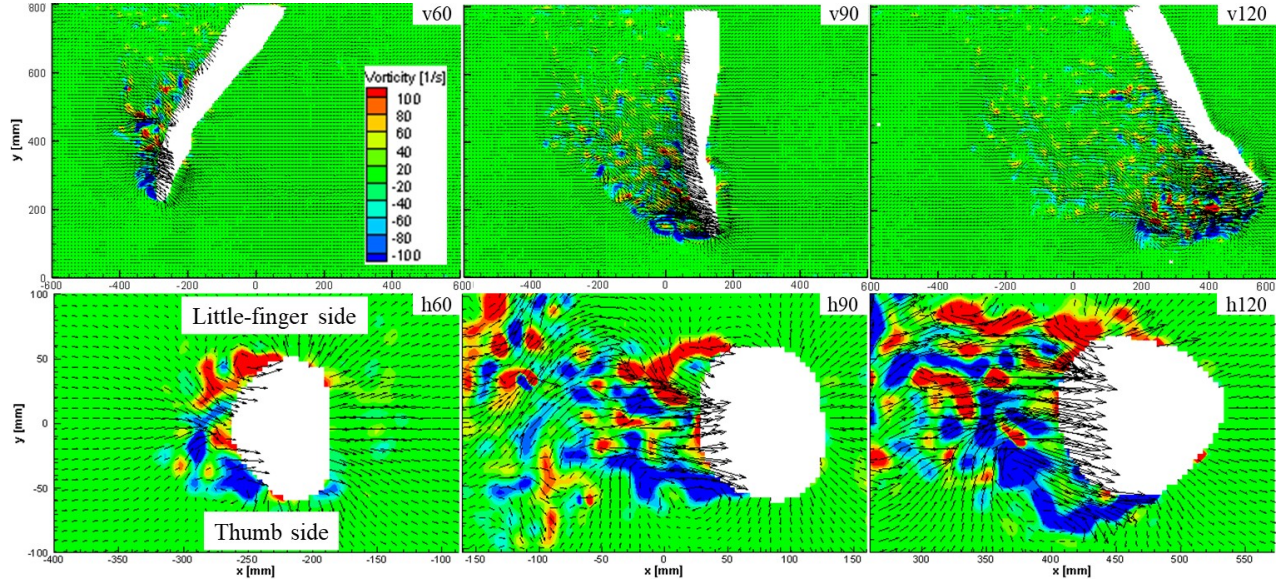 v60
v90
v120
800
600
400
200
0
y [mm]
Vorticity [1/s]
100
80
60
40
20
-20
-40
-60
-80
-100
-600 -400 -200 0 200 400 600
-400 -200 0 200 400 600
-400 -200 0 200 400 600
h60
h90
h120
Little-finger side
Thumb side
100
50
0
-50
-100
y [mm]
-400 -350 -300 -250 -200 -150 -100
-150 -100 -50 0 50 100 150
300 350 400 450 500 550
x [mm]
x [mm]
x [mm]